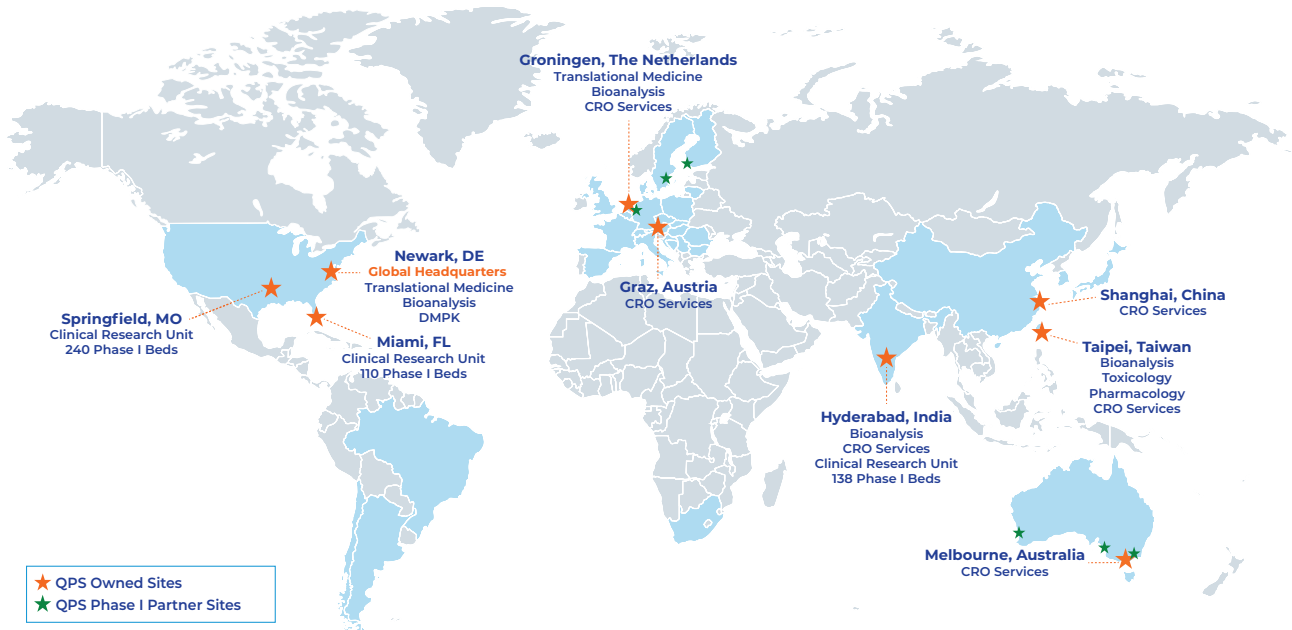 Groningen, The Netherlands
Translational Medicine
Bioanalysis
CRO Services
Newark, DE
Global Headquarters
Translational Medicine
Bioanalysis
DMPK
Springfield, MO
Clinical Research Unit
240 Phase I Beds
Miami, FL
Clinical Research Unit
110 Phase I Beds
Graz, Austria
CRO Services
Shanghai, China
CRO Services
Taipei, Taiwan
Bioanalysis
Toxicology
Pharmacology
CRO Services
Hyderabad, India
Bioanalysis
CRO Services
Clinical Research Unit
138 Phase I Beds
Melbourne, Australia
CRO Services
QPS Owned Sites
QPS Phase I Partner Sites